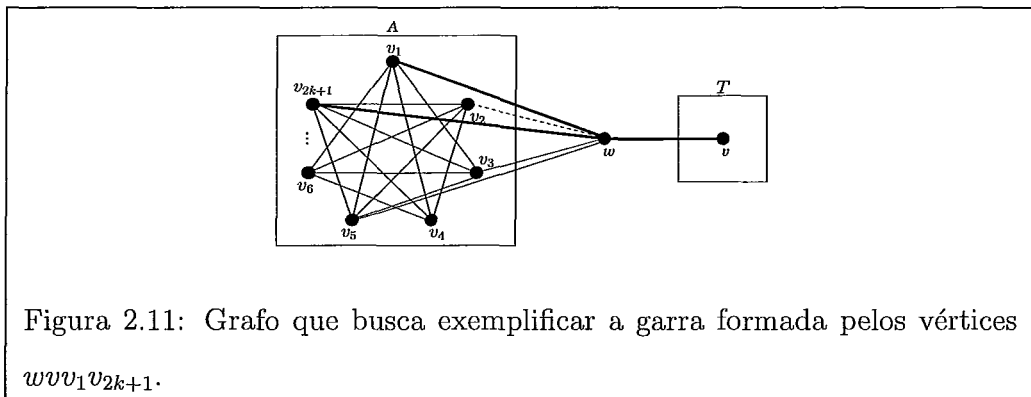 A
v₁
v₂ₖ₊₁
v₂
...
v₃
v₆
v₅
v₄
w
T
v
Figura 2.11: Grafo que busca exemplificar a garra formada pelos vértices
wvv₁v₂ₖ₊₁.